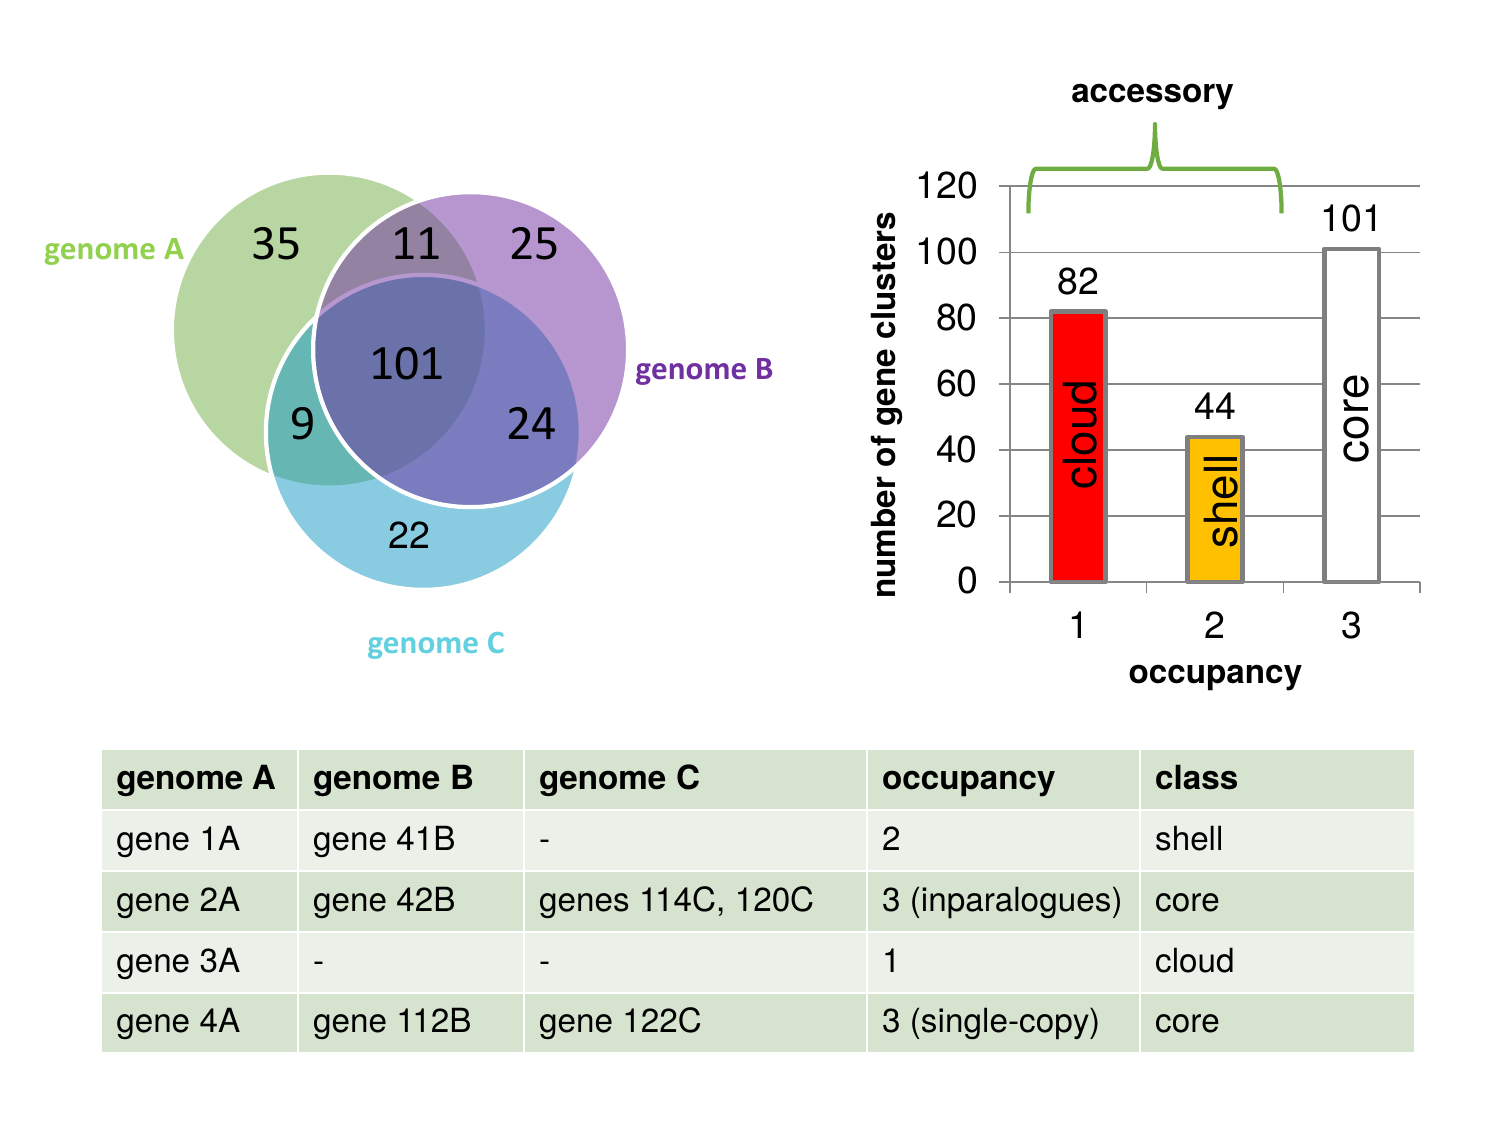 genome A
35
11
25
101
genome B
9
24
22
genome C
accessory
number of gene clusters
120
100
80
60
40
20
0
82
44
101
cloud
shell
core
1 2 3
occupancy
genome A genome B genome C occupancy class
gene 1A gene 41B - 2 shell
gene 2A gene 42B genes 114C, 120C 3 (inparalogues) core
gene 3A - - 1 cloud
gene 4A gene 112B gene 122C 3 (single-copy) core